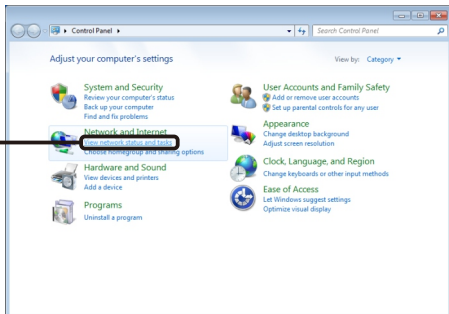 Control Panel
Search Control Panel
Adjust your computer's settings
View by: Category
System and Security
Review your computer's status
Back up your computer
Find and fix problems
Network and Internet
View network status and tasks
Choose homegroup and sharing options
Hardware and Sound
View devices and printers
Add a device
Programs
Uninstall a program
User Accounts and Family Safety
Add or remove user accounts
Set up parental controls for any user
Appearance
Change desktop background
Adjust screen resolution
Clock, Language, and Region
Change keyboards or other input methods
Ease of Access
Let Windows suggest settings
Optimize visual display